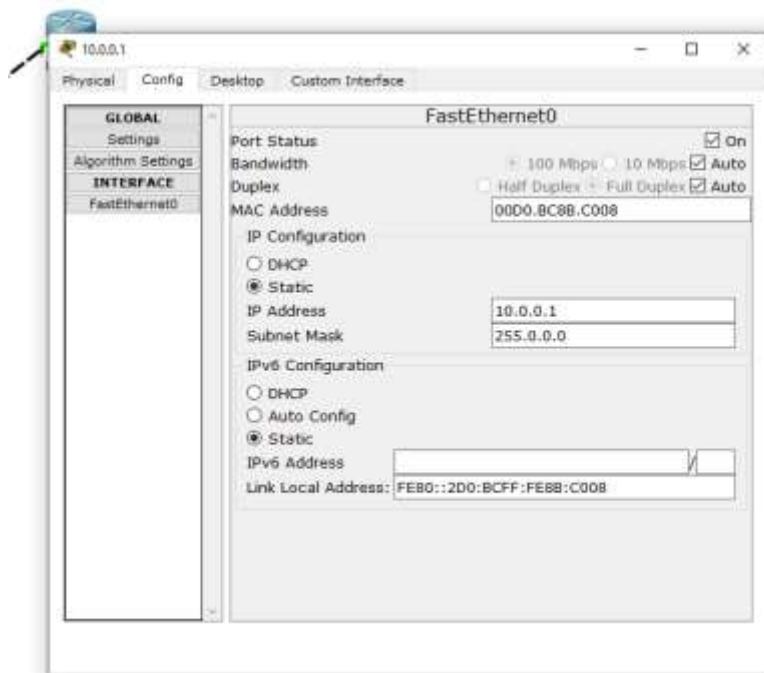 10.0.0.1
Physical Config Desktop Custom Interface
GLOBAL
Settings
Algorithm Settings
INTERFACE
FastEthernet0
FastEthernet0
Port Status On
Bandwidth 100 Mbps 10 Mbps Auto
Duplex Half Duplex Full Duplex Auto
MAC Address 00D0.BC8B.C008
IP Configuration
DHCP
Static
IP Address 10.0.0.1
Subnet Mask 255.0.0.0
IPv6 Configuration
DHCP
Auto Config
Static
IPv6 Address /
Link Local Address: FE80::2D0:BCFF:FE8B:C008